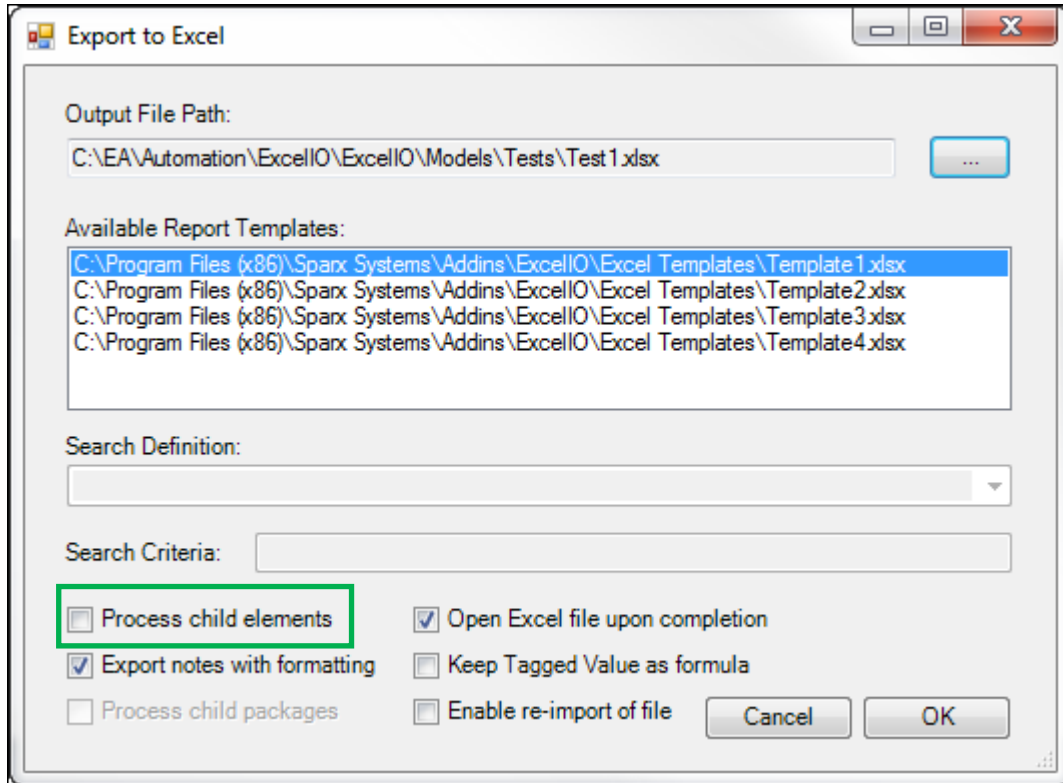 Export to Excel
Output File Path:
C:\EA\Automation\ExcelIO\ExcelIO\Models\Tests\Test1.xlsx
...
Available Report Templates:
C:\Program Files (x86)\Sparx Systems\Addins\ExcelIO\Excel Templates\Template1.xlsx
C:\Program Files (x86)\Sparx Systems\Addins\ExcelIO\Excel Templates\Template2.xlsx
C:\Program Files (x86)\Sparx Systems\Addins\ExcelIO\Excel Templates\Template3.xlsx
C:\Program Files (x86)\Sparx Systems\Addins\ExcelIO\Excel Templates\Template4.xlsx
Search Definition:
Search Criteria:
Process child elements
Open Excel file upon completion
Export notes with formatting
Keep Tagged Value as formula
Process child packages
Enable re-import of file
Cancel
OK